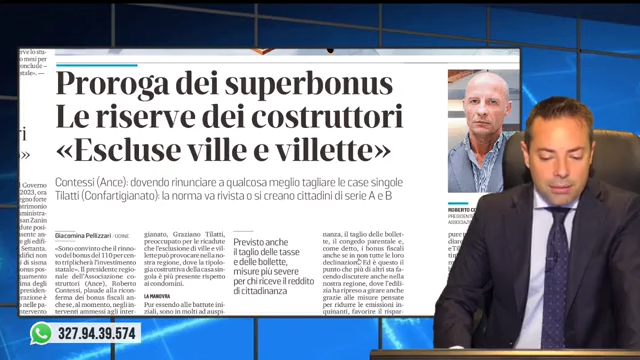 Proroga dei superbonus
Le riserve dei costruttori
«Escluse ville e villette»
Contessi (Ance): dovendo rinunciare a qualcosa meglio tagliare le case singole
Tilatti (Confartigianato): la norma va rivista o si creano cittadini di serie A e B
Giacomina Pellizzari / UDINE
«Sono convinto che il rinno-
vo del bonus del 110 per cen-
to triplicherà l'investimento
statale». Il presidente regio-
nale dell'Associazione
costruttori (Ance), Roberto
Contessi, plaude alla ricon-
ferma dei bonus fiscali an-
che se, al momento, negli in-
terventi ammessi
gianato, Graziano Tilatti,
preoccupato per le ricadute
che l'esclusione di ville e vil-
lette può provocare nella no-
stra regione, dove la tipolo-
gia costruttiva della casa sin-
gola è più presente rispetto
ai condomini.
LA MANOVRA
Pur essendo alle battute ini-
ziali, sono in molti ad auspi-
Previsto anche
il taglio delle tasse
e delle bollette,
misure più severe
per chi riceve il reddito
di cittadinanza
nanza, il taglio delle bollet-
te, il congedo parentale e,
come detto, i bonus fiscali
anche se in non tutte le loro
declinazioni. Ed è questo il
punto che più di altri sta fa-
cendo discutere anche nella
nostra regione, dove l'edili-
zia ha ripreso a girare anche
grazie alle misure pensate
per ridurre le emissioni in-
quinanti, favorire il rispar-
ROBERTO
327.94.39.574